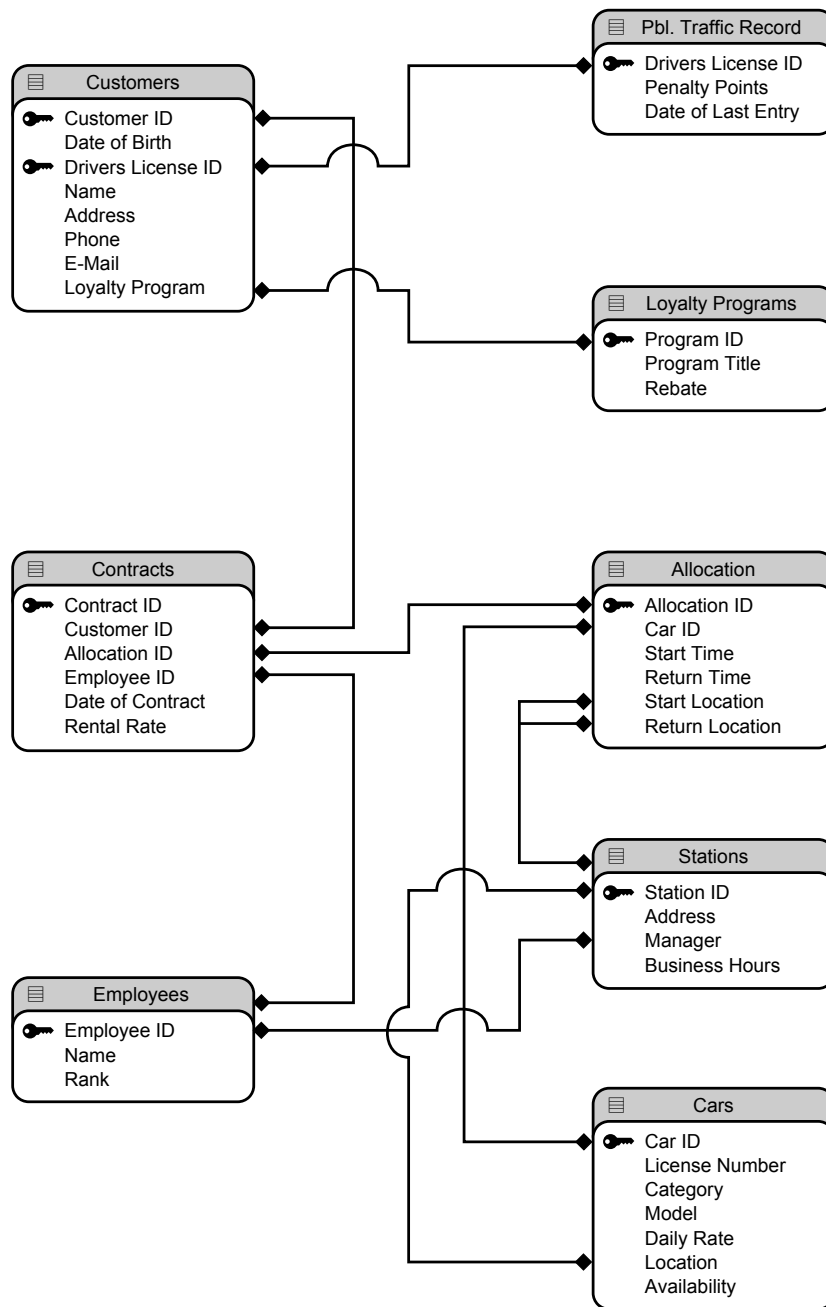 Customers
Customer ID
Date of Birth
Drivers License ID
Name
Address
Phone
E-Mail
Loyalty Program
Pbl. Traffic Record
Drivers License ID
Penalty Points
Date of Last Entry
Loyalty Programs
Program ID
Program Title
Rebate
Contracts
Contract ID
Customer ID
Allocation ID
Employee ID
Date of Contract
Rental Rate
Allocation
Allocation ID
Car ID
Start Time
Return Time
Start Location
Return Location
Stations
Station ID
Address
Manager
Business Hours
Employees
Employee ID
Name
Rank
Cars
Car ID
License Number
Category
Model
Daily Rate
Location
Availability